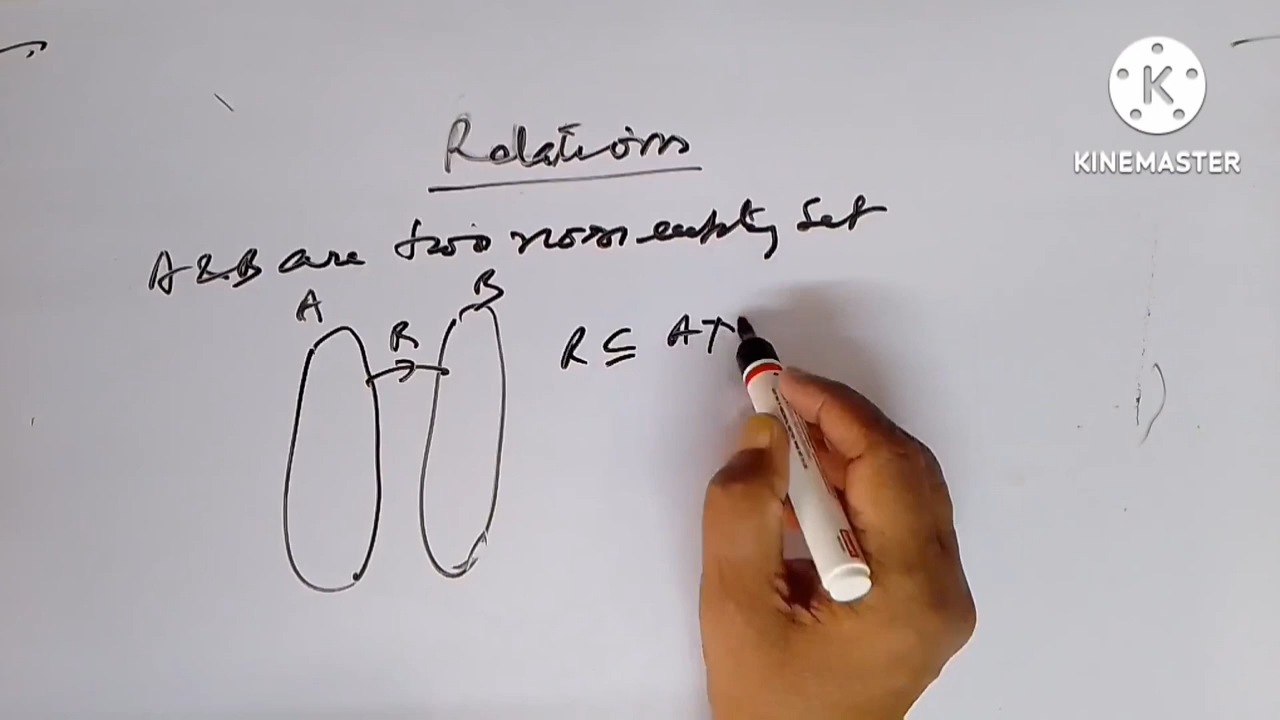 Relations
A & B are two non empty set
A R B
R ⊆ A ×
K
KINEMASTER